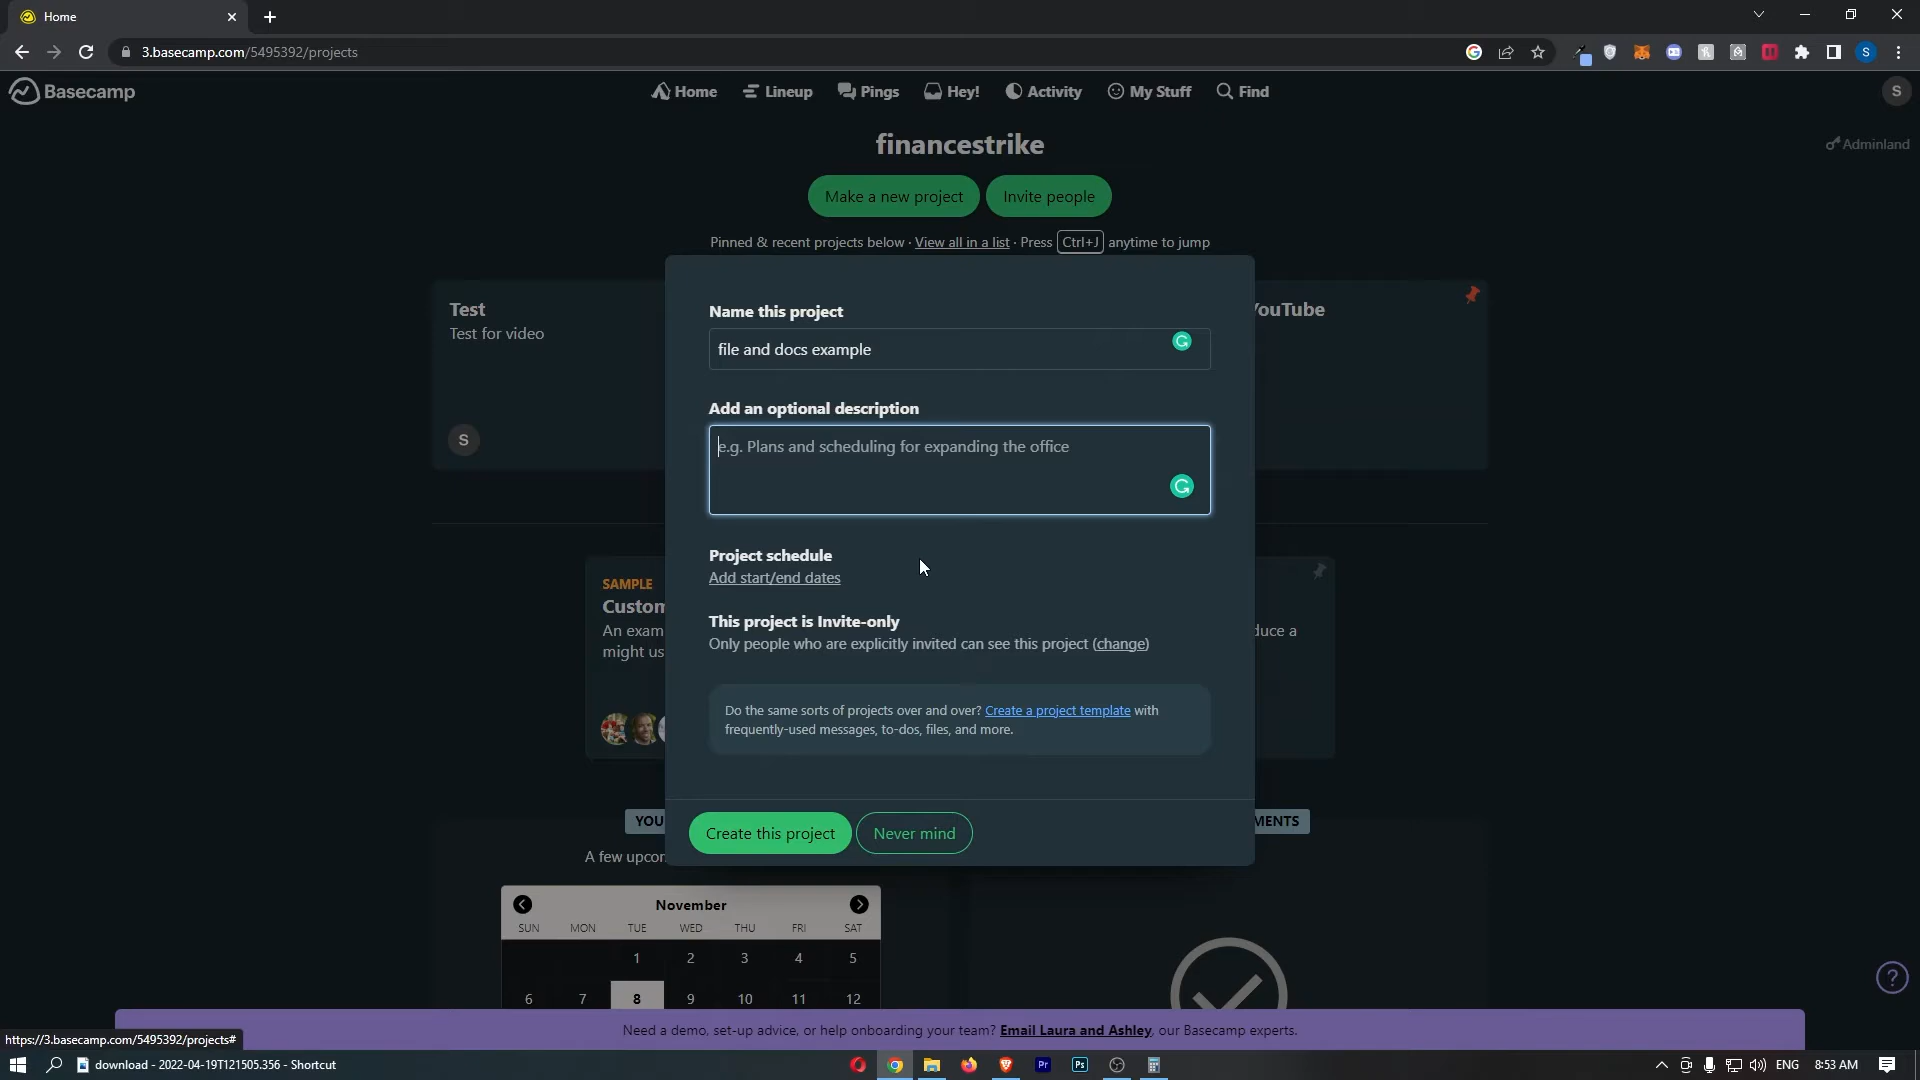 Home
3.basecamp.com/5495392/projects
S
Basecamp
Home
Lineup
Pings
Hey!
Activity
My Stuff
Find
S
financestrike
Adminland
Make a new project
Invite people
Pinned & recent projects below · View all in a list · Press Ctrl+J anytime to jump
Test
Test for video
S
YouTube
Name this project
file and docs example
Add an optional description
e.g. Plans and scheduling for expanding the office
Project schedule
Add start/end dates
This project is Invite-only
Only people who are explicitly invited can see this project (change)
Do the same sorts of projects over and over? Create a project template with
frequently-used messages, to-dos, files, and more.
Create this project
Never mind
SAMPLE
Custom
An exam
might us
duce a
YOU
MENTS
A few upcon
November
SUN MON TUE WED THU FRI SAT
1 2 3 4 5
6 7 8 9 10 11 12
Need a demo, set-up advice, or help onboarding your team? Email Laura and Ashley, our Basecamp experts.
?
https://3.basecamp.com/5495392/projects#
download - 2022-04-19T121505.356 - Shortcut
Pr
Ps
ENG
8:53 AM